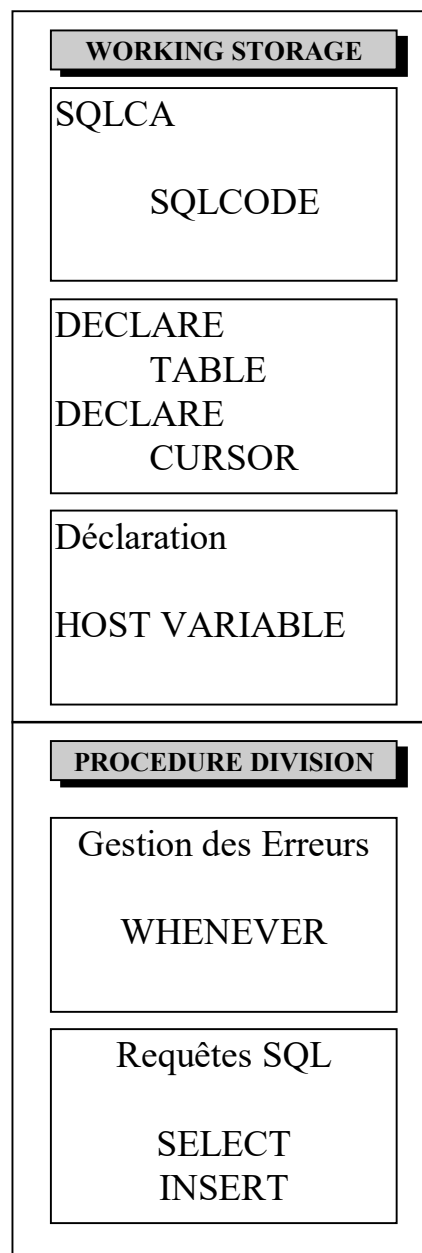 WORKING STORAGE
SQLCA
SQLCODE
DECLARE
TABLE
DECLARE
CURSOR
Déclaration
HOST VARIABLE
PROCEDURE DIVISION
Gestion des Erreurs
WHENEVER
Requêtes SQL
SELECT
INSERT